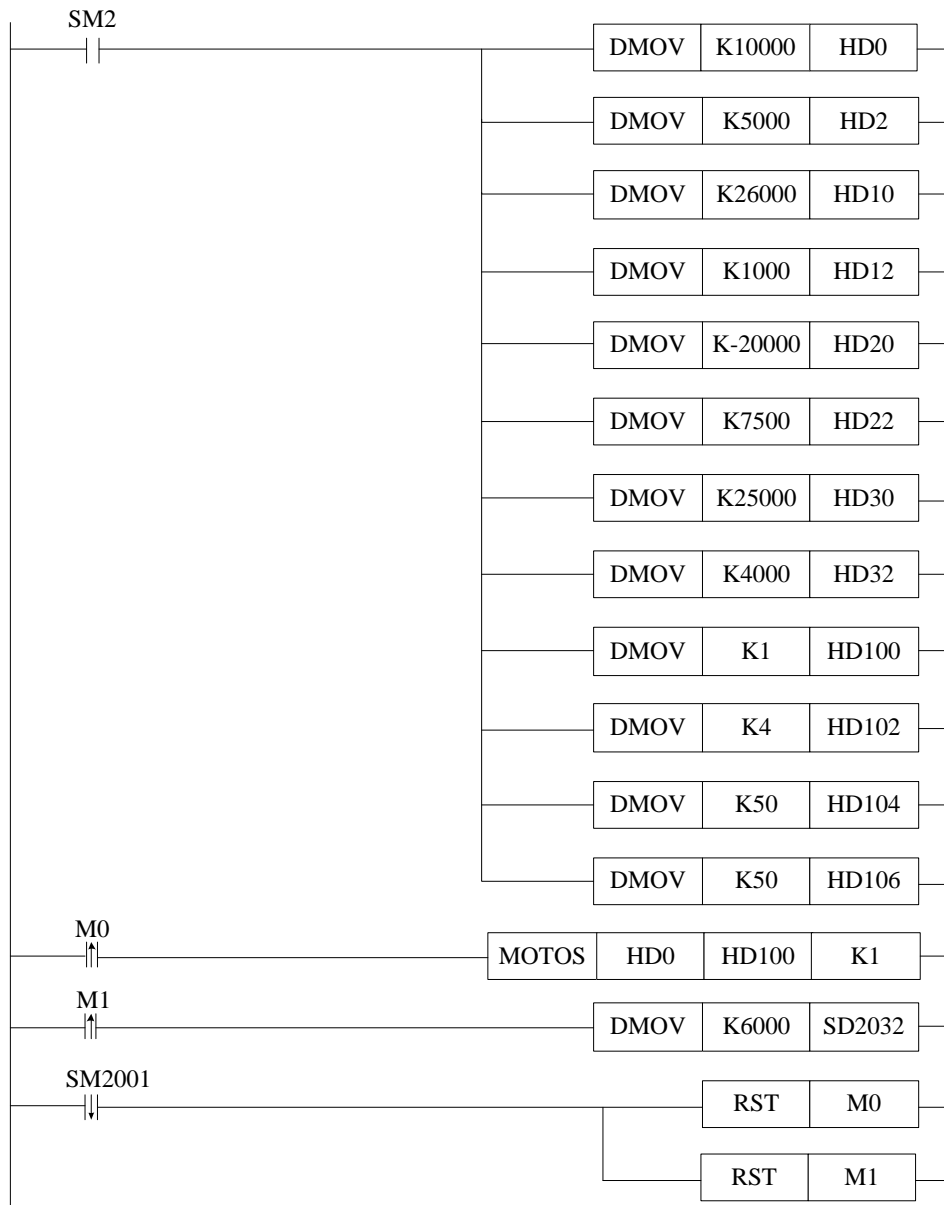 SM2
DMOV K10000 HD0
DMOV K5000 HD2
DMOV K26000 HD10
DMOV K1000 HD12
DMOV K-20000 HD20
DMOV K7500 HD22
DMOV K25000 HD30
DMOV K4000 HD32
DMOV K1 HD100
DMOV K4 HD102
DMOV K50 HD104
DMOV K50 HD106
M0
MOTOS HD0 HD100 K1
M1
DMOV K6000 SD2032
SM2001
RST M0
RST M1